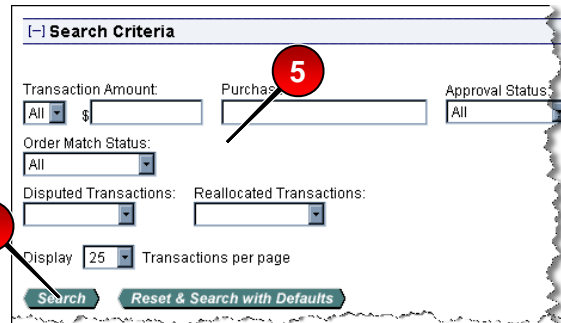 [-] Search Criteria
5
Transaction Amount: Purchas Approval Status:
All $ All
Order Match Status:
All
Disputed Transactions: Reallocated Transactions:
Display 25 Transactions per page
Search Reset & Search with Defaults